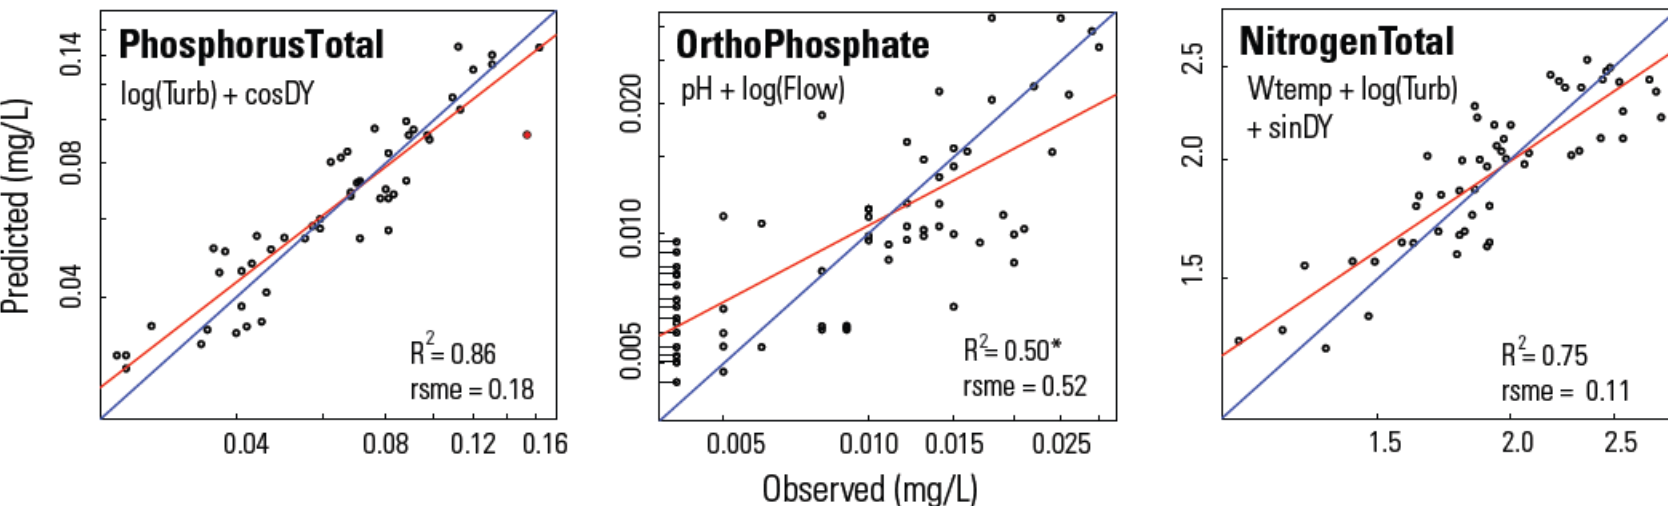 PhosphorusTotal
log(Turb) + cosDY
R2= 0.86
rsme = 0.18
0.14
0.08
0.04
0.04 0.08 0.12 0.16
Predicted (mg/L)
OrthoPhosphate
pH + log(Flow)
R2= 0.50*
rsme = 0.52
0.020
0.010
0.005
0.005 0.010 0.015 0.025
Observed (mg/L)
NitrogenTotal
Wtemp + log(Turb)
+ sinDY
R2= 0.75
rsme = 0.11
2.5
2.0
1.5
1.5 2.0 2.5